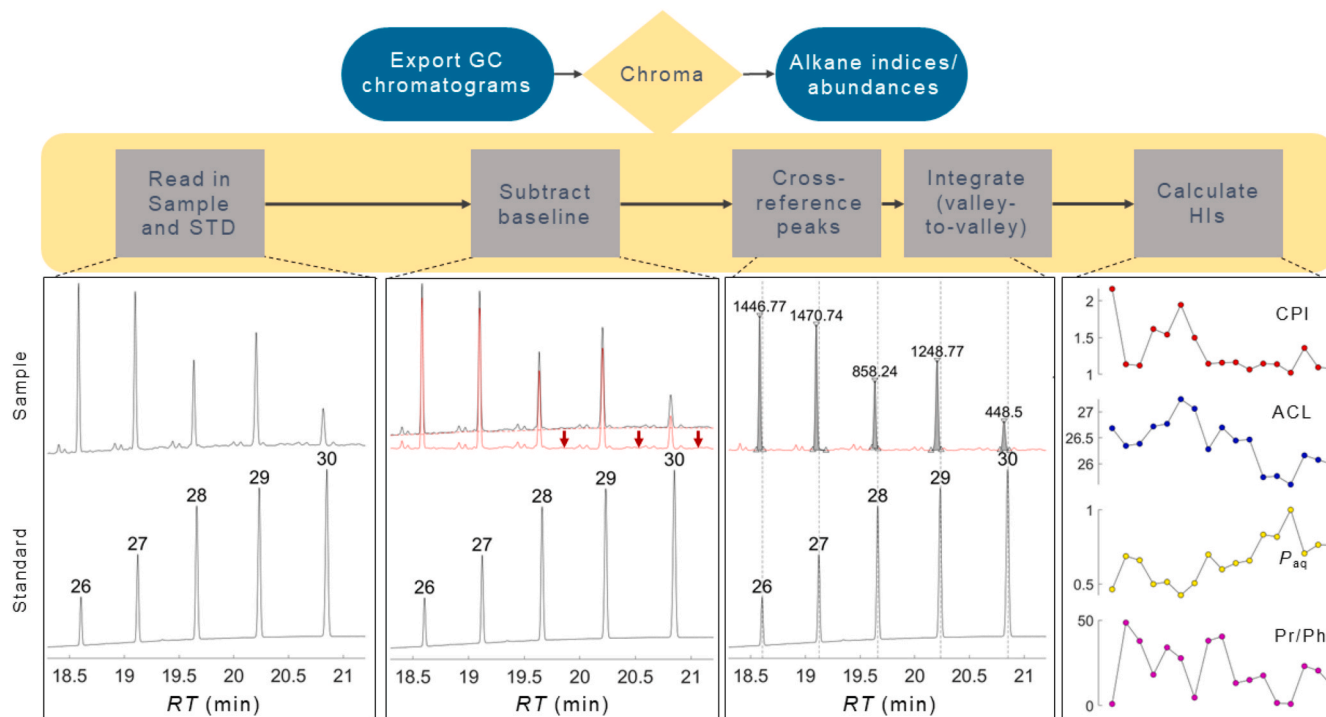 Export GC
chromatograms
Chroma
Alkane indices/
abundances
Read in
Sample
and STD
Subtract
baseline
Cross-
reference
peaks
Integrate
(valley-
to-valley)
Calculate
HIs
Sample
Standard
26
27
28
29
30
18.5 19 19.5 20 20.5 21
RT (min)
26
27
28
29
30
18.5 19 19.5 20 20.5 21
RT (min)
1446.77
1470.74
858.24
1248.77
448.5
26
27
28
29
30
18.5 19 19.5 20 20.5 21
RT (min)
CPI
2
1.5
1
ACL
27
26.5
26
1
Paq
0.5
Pr/Ph
50
0